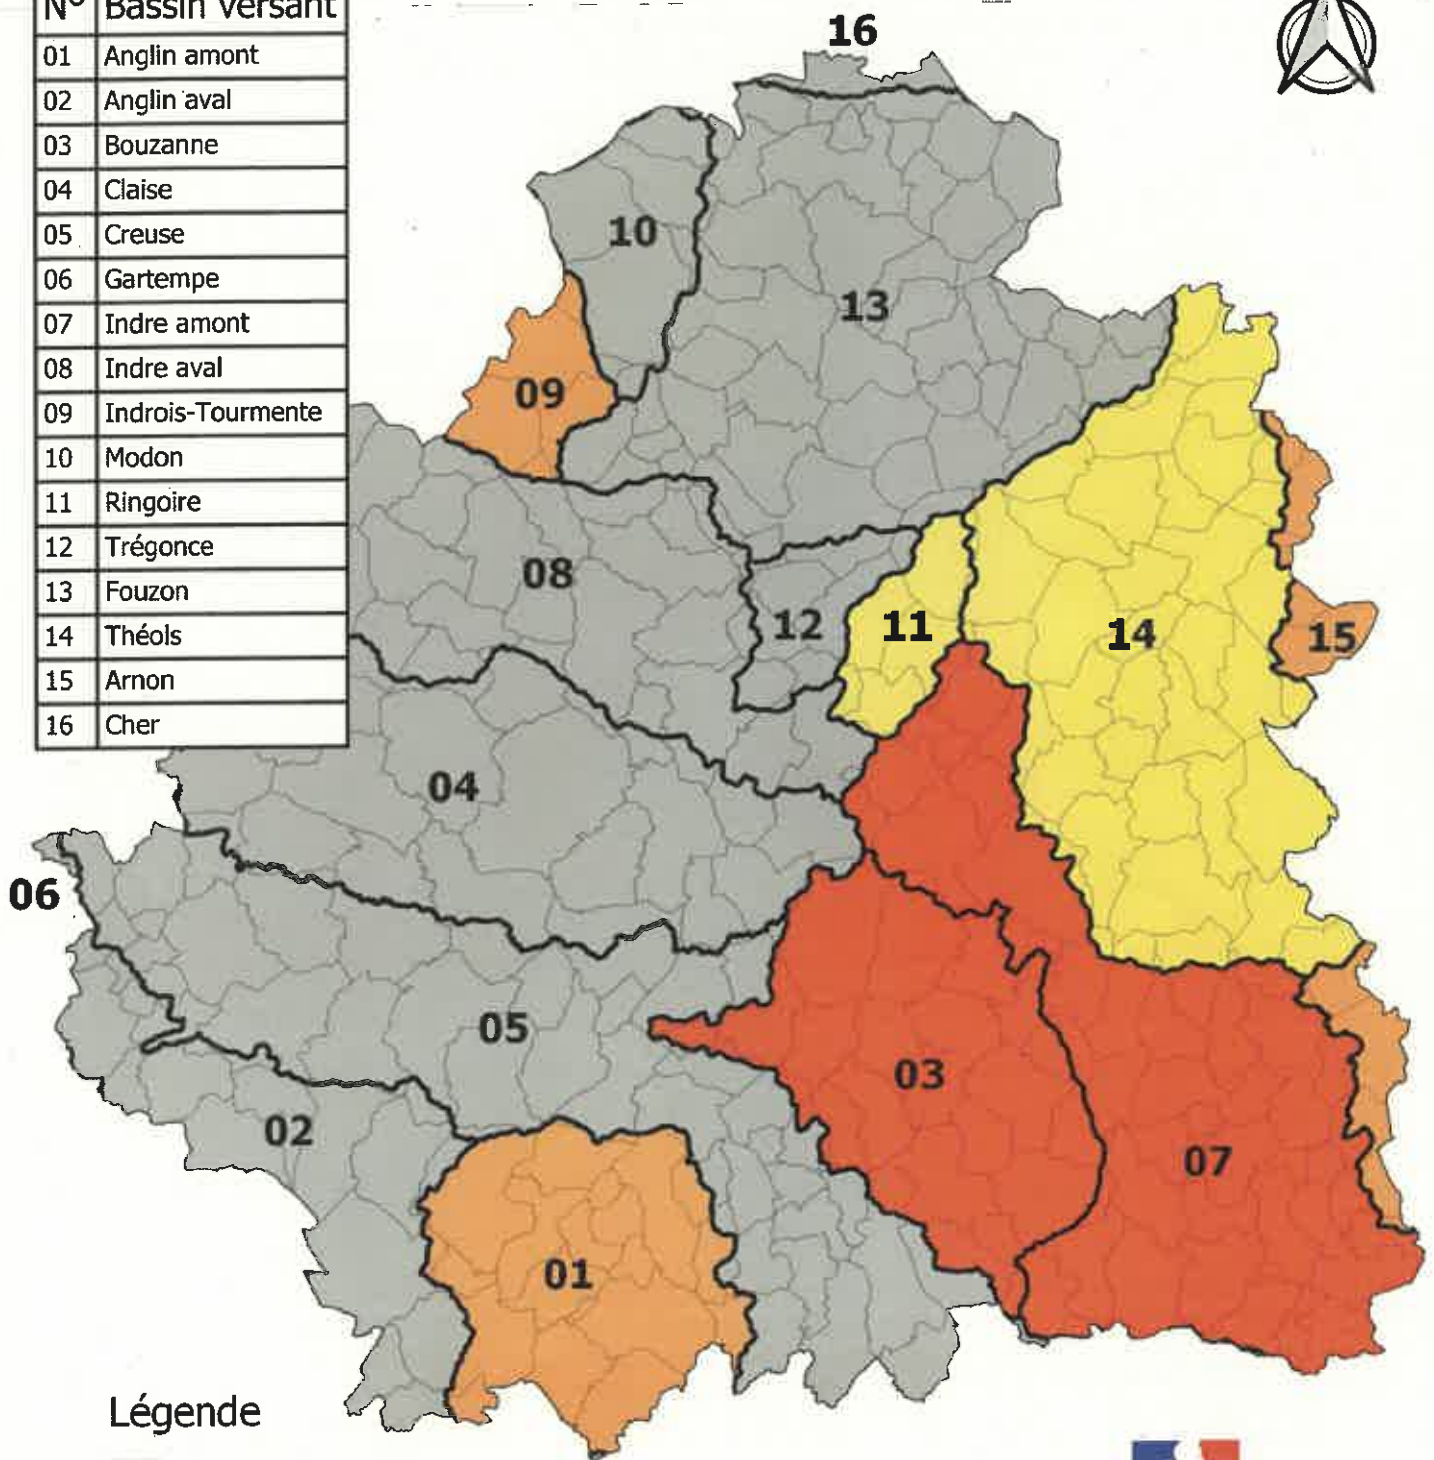 N° Bassin versant
01 Anglin amont
02 Anglin aval
03 Bouzanne
04 Claise
05 Creuse
06 Gartempe
07 Indre amont
08 Indre aval
09 Indrois-Tourmente
10 Modon
11 Ringoire
12 Trégonce
13 Fouzon
14 Théols
15 Arnon
16 Cher
16
10
13
09
08
12
11
14
15
04
06
05
03
02
07
01
Légende